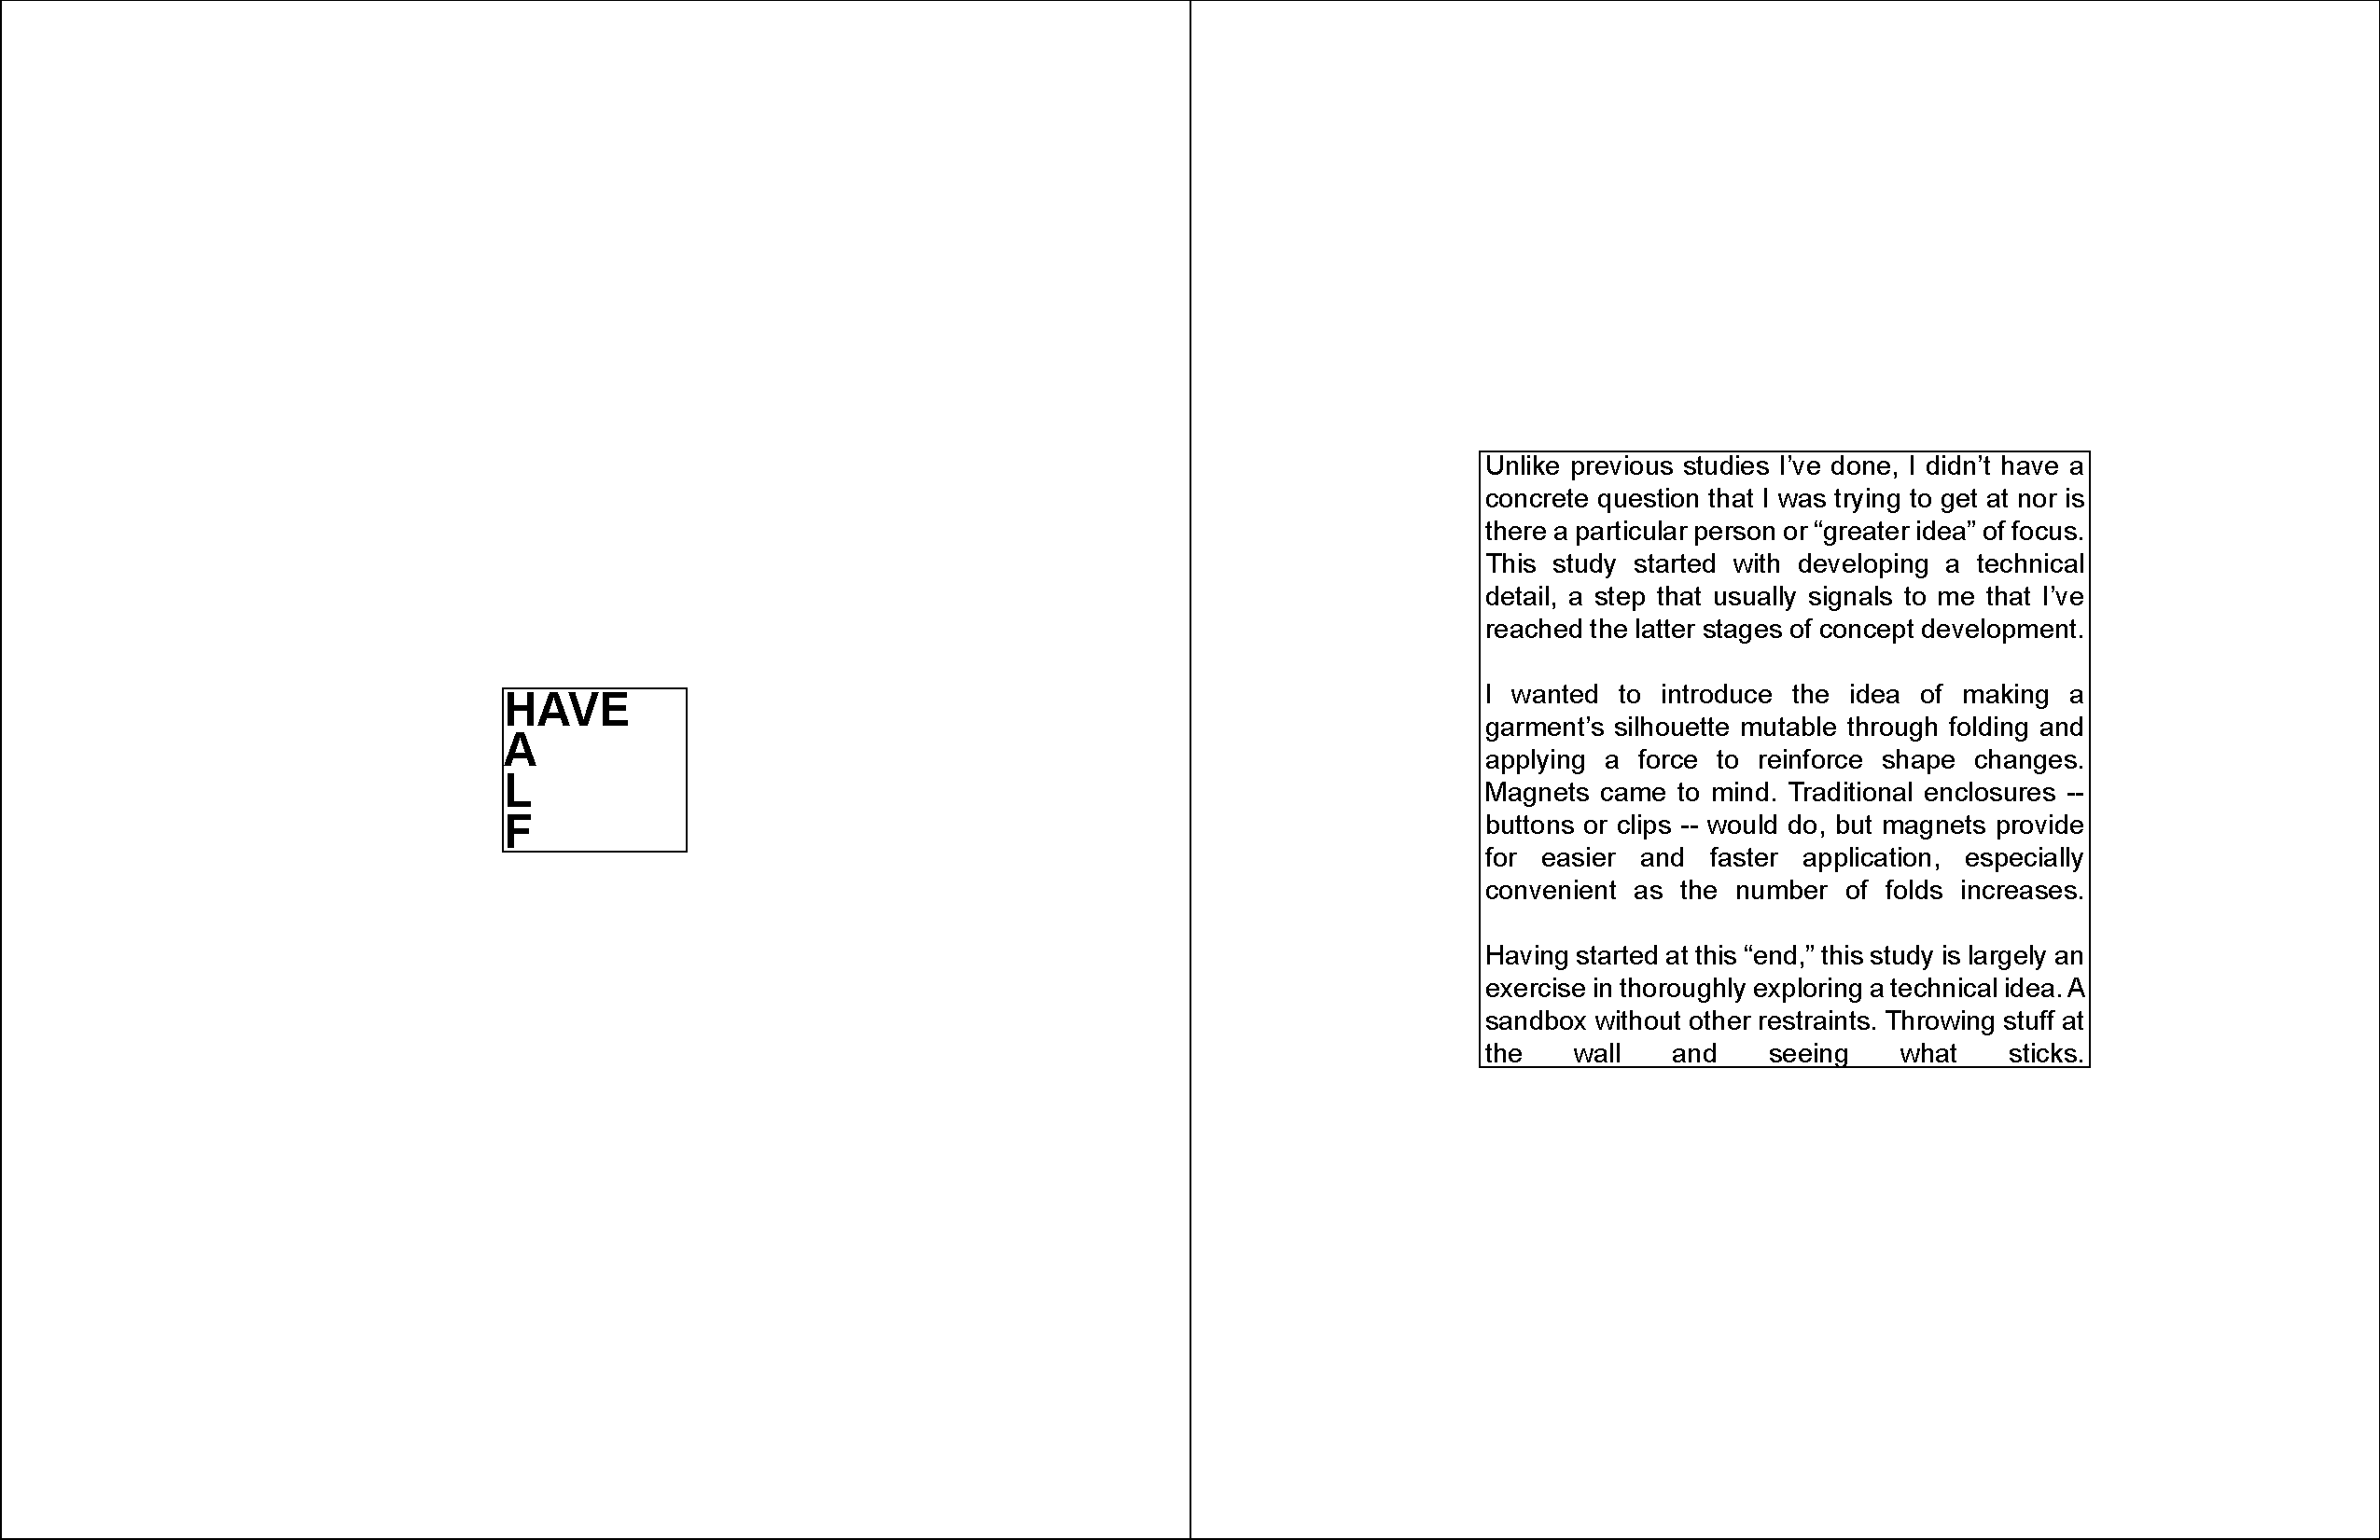 HAVE
A
L
F
Unlike previous studies I’ve done, I didn’t have a
concrete question that I was trying to get at nor is
there a particular person or “greater idea” of focus.
This study started with developing a technical
detail, a step that usually signals to me that I’ve
reached the latter stages of concept development.
I wanted to introduce the idea of making a
garment’s silhouette mutable through folding and
applying a force to reinforce shape changes.
Magnets came to mind. Traditional enclosures --
buttons or clips -- would do, but magnets provide
for easier and faster application, especially
convenient as the number of folds increases.
Having started at this “end,” this study is largely an
exercise in thoroughly exploring a technical idea. A
sandbox without other restraints. Throwing stuff at
the wall and seeing what sticks.